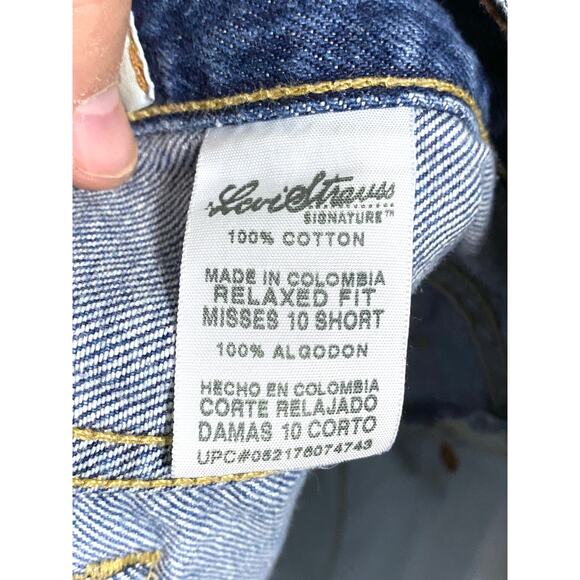 Levi Strauss
SIGNATURE™
100% COTTON
MADE IN COLOMBIA
RELAXED FIT
MISSES 10 SHORT
100% ALGODON
HECHO EN COLOMBIA
CORTE RELAJADO
DAMAS 10 CORTO
UPC#052176074743